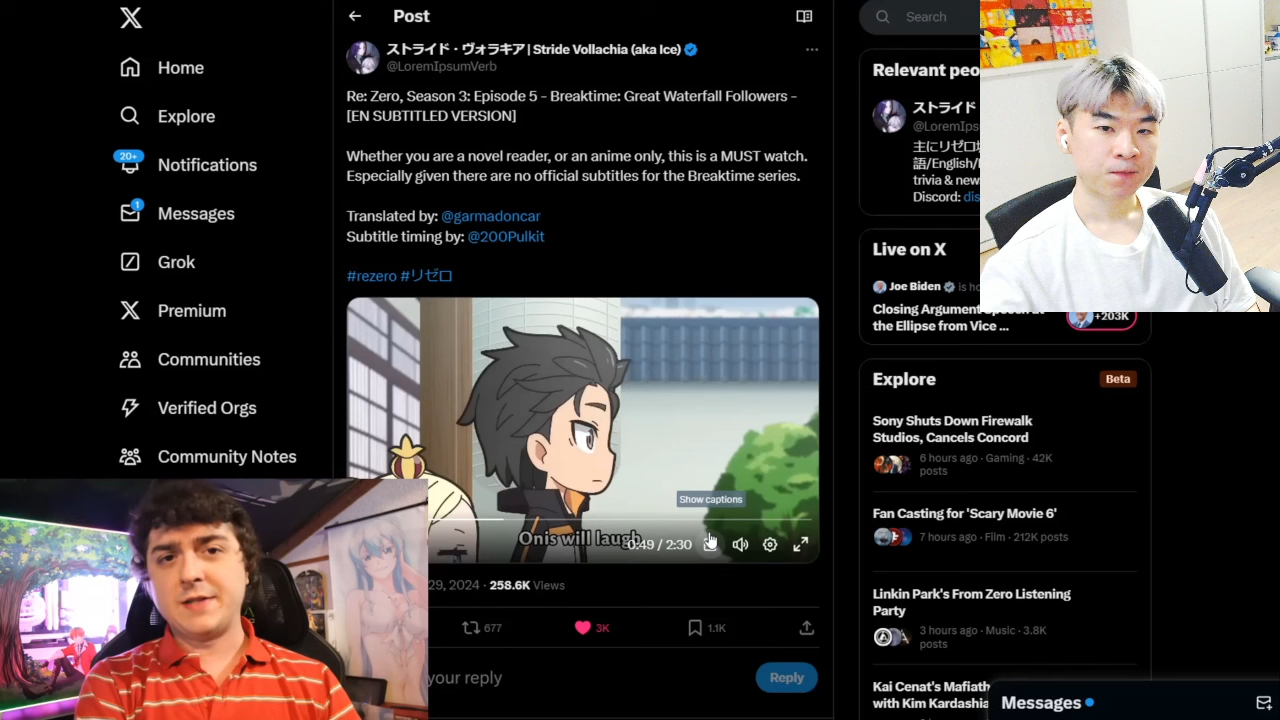 Home
Explore
20+
Notifications
1
Messages
Grok
Premium
Communities
Verified Orgs
Community Notes
Post
ストライド・ヴォラキア | Stride Vollachia (aka Ice)
@LoremIpsumVerb
Re: Zero, Season 3: Episode 5 - Breaktime: Great Waterfall Followers -
[EN SUBTITLED VERSION]
Whether you are a novel reader, or an anime only, this is a MUST watch.
Especially given there are no official subtitles for the Breaktime series.
Translated by: @garmadoncar
Subtitle timing by: @200Pulkit
#rezero #リゼロ
Show captions
Onis will laugh
0:49 / 2:30
29, 2024 · 258.6K Views
677
3K
1.1K
your reply
Reply
Search
Relevant peo
ストライド
@LoremIps
主にリゼロ
語/English/
trivia & new
Discord: dis
Live on X
Joe Biden is ho
Closing Argument Speech at
the Ellipse from Vice ...
+203K
Explore
Beta
Sony Shuts Down Firewalk
Studios, Cancels Concord
6 hours ago · Gaming · 42K
posts
Fan Casting for 'Scary Movie 6'
7 hours ago · Film · 212K posts
Linkin Park's From Zero Listening
Party
3 hours ago · Music · 3.8K
posts
Kai Cenat's Mafiath
with Kim Kardashia
Messages